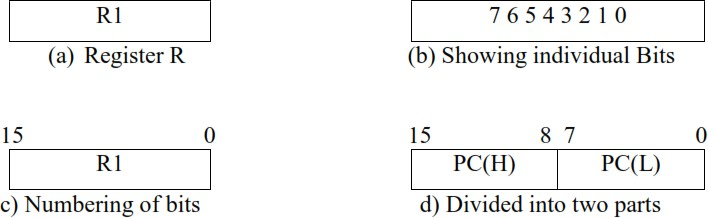 R1
7 6 5 4 3 2 1 0
(a) Register R
(b) Showing individual Bits
15 0
15 8 7 0
R1
PC(H) PC(L)
c) Numbering of bits
d) Divided into two parts